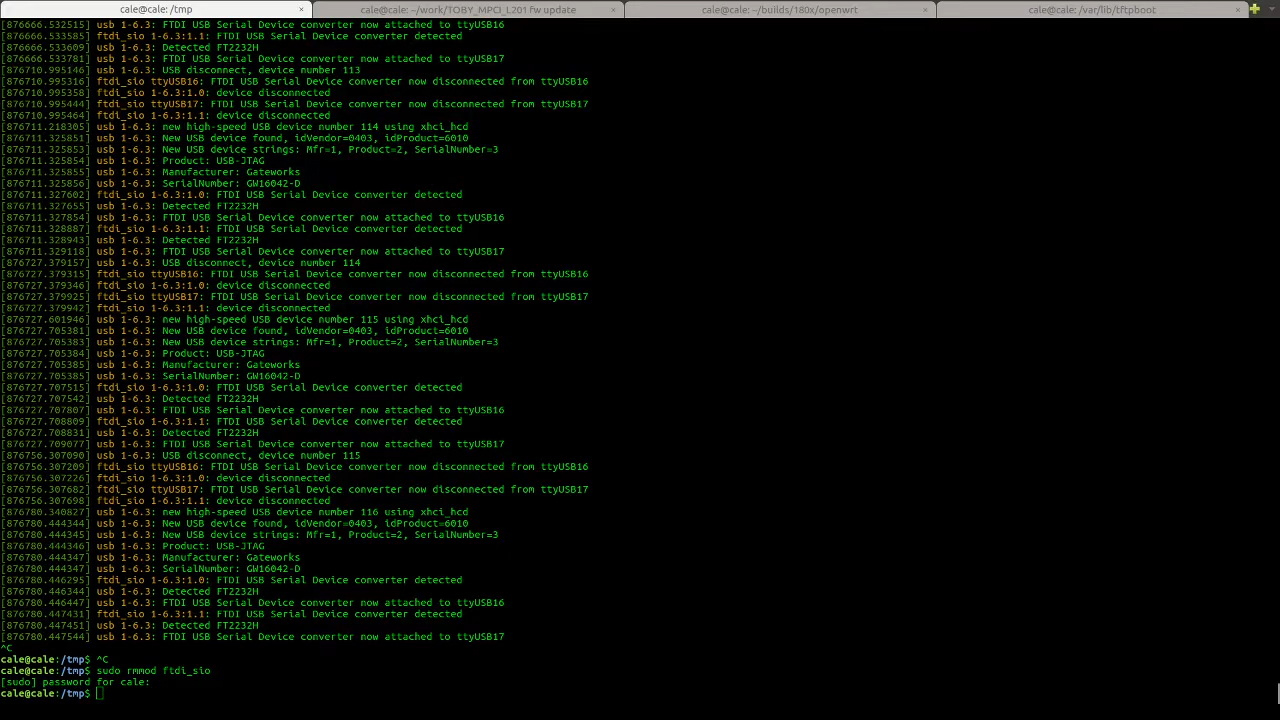 cale@cale: /tmp × cale@cale: ~/work/TOBY_MPCI_L201 fw update × cale@cale: ~/builds/180x/openwrt × cale@cale: /var/lib/tftpboot ×
[876666.532515] usb 1-6.3: FTDI USB Serial Device converter now attached to ttyUSB16
[876666.533585] ftdi_sio 1-6.3:1.1: FTDI USB Serial Device converter detected
[876666.533609] usb 1-6.3: Detected FT2232H
[876666.533781] usb 1-6.3: FTDI USB Serial Device converter now attached to ttyUSB17
[876710.995146] usb 1-6.3: USB disconnect, device number 113
[876710.995316] ftdi_sio ttyUSB16: FTDI USB Serial Device converter now disconnected from ttyUSB16
[876710.995358] ftdi_sio 1-6.3:1.0: device disconnected
[876710.995444] ftdi_sio ttyUSB17: FTDI USB Serial Device converter now disconnected from ttyUSB17
[876710.995464] ftdi_sio 1-6.3:1.1: device disconnected
[876711.218305] usb 1-6.3: new high-speed USB device number 114 using xhci_hcd
[876711.325851] usb 1-6.3: New USB device found, idVendor=0403, idProduct=6010
[876711.325853] usb 1-6.3: New USB device strings: Mfr=1, Product=2, SerialNumber=3
[876711.325854] usb 1-6.3: Product: USB-JTAG
[876711.325855] usb 1-6.3: Manufacturer: Gateworks
[876711.325856] usb 1-6.3: SerialNumber: GW16042-D
[876711.327602] ftdi_sio 1-6.3:1.0: FTDI USB Serial Device converter detected
[876711.327655] usb 1-6.3: Detected FT2232H
[876711.327854] usb 1-6.3: FTDI USB Serial Device converter now attached to ttyUSB16
[876711.328887] ftdi_sio 1-6.3:1.1: FTDI USB Serial Device converter detected
[876711.328943] usb 1-6.3: Detected FT2232H
[876711.329118] usb 1-6.3: FTDI USB Serial Device converter now attached to ttyUSB17
[876727.379157] usb 1-6.3: USB disconnect, device number 114
[876727.379315] ftdi_sio ttyUSB16: FTDI USB Serial Device converter now disconnected from ttyUSB16
[876727.379346] ftdi_sio 1-6.3:1.0: device disconnected
[876727.379925] ftdi_sio ttyUSB17: FTDI USB Serial Device converter now disconnected from ttyUSB17
[876727.379942] ftdi_sio 1-6.3:1.1: device disconnected
[876727.601946] usb 1-6.3: new high-speed USB device number 115 using xhci_hcd
[876727.705381] usb 1-6.3: New USB device found, idVendor=0403, idProduct=6010
[876727.705383] usb 1-6.3: New USB device strings: Mfr=1, Product=2, SerialNumber=3
[876727.705384] usb 1-6.3: Product: USB-JTAG
[876727.705385] usb 1-6.3: Manufacturer: Gateworks
[876727.705385] usb 1-6.3: SerialNumber: GW16042-D
[876727.707515] ftdi_sio 1-6.3:1.0: FTDI USB Serial Device converter detected
[876727.707542] usb 1-6.3: Detected FT2232H
[876727.707807] usb 1-6.3: FTDI USB Serial Device converter now attached to ttyUSB16
[876727.708809] ftdi_sio 1-6.3:1.1: FTDI USB Serial Device converter detected
[876727.708831] usb 1-6.3: Detected FT2232H
[876727.709077] usb 1-6.3: FTDI USB Serial Device converter now attached to ttyUSB17
[876756.307090] usb 1-6.3: USB disconnect, device number 115
[876756.307209] ftdi_sio ttyUSB16: FTDI USB Serial Device converter now disconnected from ttyUSB16
[876756.307226] ftdi_sio 1-6.3:1.0: device disconnected
[876756.307682] ftdi_sio ttyUSB17: FTDI USB Serial Device converter now disconnected from ttyUSB17
[876756.307698] ftdi_sio 1-6.3:1.1: device disconnected
[876780.340827] usb 1-6.3: new high-speed USB device number 116 using xhci_hcd
[876780.444344] usb 1-6.3: New USB device found, idVendor=0403, idProduct=6010
[876780.444345] usb 1-6.3: New USB device strings: Mfr=1, Product=2, SerialNumber=3
[876780.444346] usb 1-6.3: Product: USB-JTAG
[876780.444347] usb 1-6.3: Manufacturer: Gateworks
[876780.444347] usb 1-6.3: SerialNumber: GW16042-D
[876780.446295] ftdi_sio 1-6.3:1.0: FTDI USB Serial Device converter detected
[876780.446344] usb 1-6.3: Detected FT2232H
[876780.446447] usb 1-6.3: FTDI USB Serial Device converter now attached to ttyUSB16
[876780.447431] ftdi_sio 1-6.3:1.1: FTDI USB Serial Device converter detected
[876780.447451] usb 1-6.3: Detected FT2232H
[876780.447544] usb 1-6.3: FTDI USB Serial Device converter now attached to ttyUSB17
^C
cale@cale:/tmp$ ^C
cale@cale:/tmp$ sudo rmmod ftdi_sio
[sudo] password for cale:
cale@cale:/tmp$